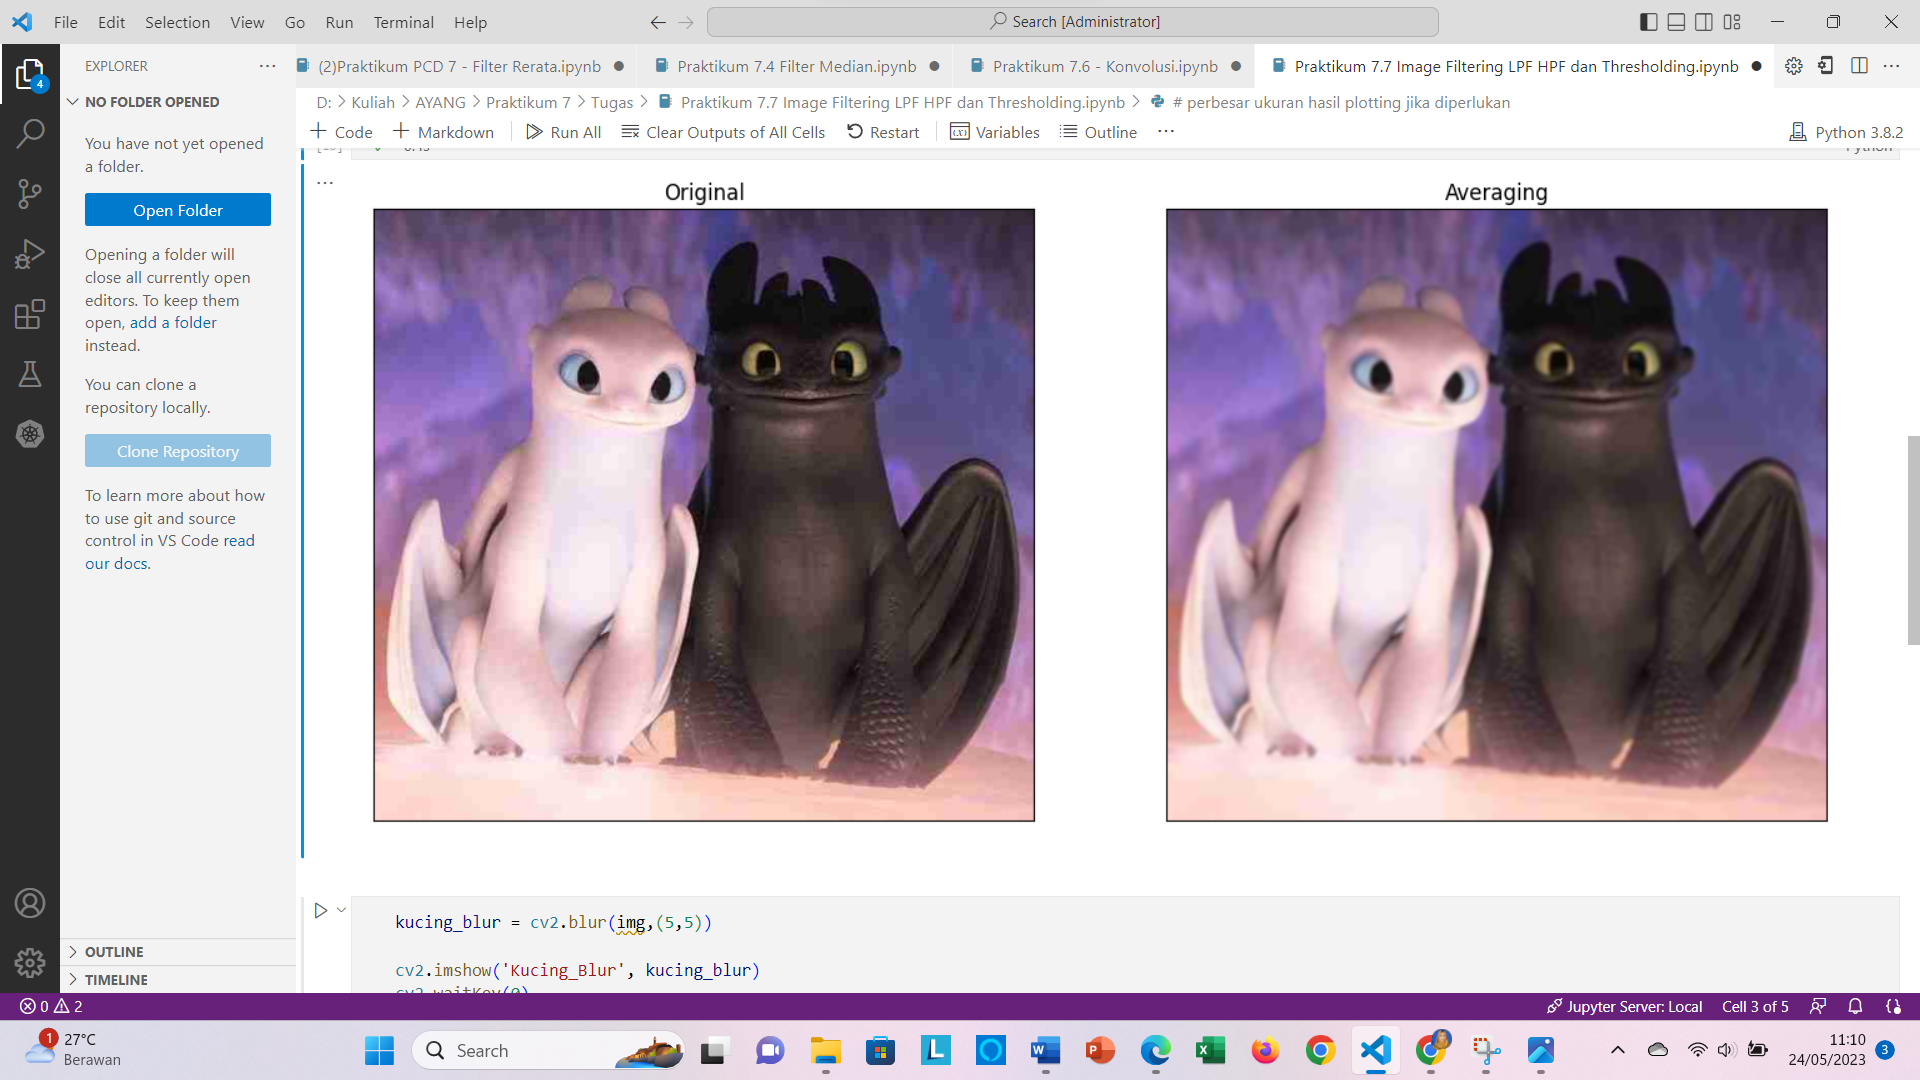 File Edit Selection View Go Run Terminal Help
Search [Administrator]
EXPLORER
(2)Praktikum PCD 7 - Filter Rerata.ipynb
Praktikum 7.4 Filter Median.ipynb
Praktikum 7.6 - Konvolusi.ipynb
Praktikum 7.7 Image Filtering LPF HPF dan Thresholding.ipynb
4
NO FOLDER OPENED
D: > Kuliah > AYANG > Praktikum 7 > Tugas > Praktikum 7.7 Image Filtering LPF HPF dan Thresholding.ipynb > # perbesar ukuran hasil plotting jika diperlukan
+ Code + Markdown Run All Clear Outputs of All Cells Restart Variables Outline ...
Python 3.8.2
Python
You have not yet opened
a folder.
Open Folder
Opening a folder will
close all currently open
editors. To keep them
open, add a folder
instead.
You can clone a
repository locally.
Clone Repository
To learn more about how
to use git and source
control in VS Code read
our docs.
Original
Averaging
kucing_blur = cv2.blur(img,(5,5))
cv2.imshow('Kucing_Blur', kucing_blur)
cv2.waitKey(0)
OUTLINE
TIMELINE
0 2
Jupyter Server: Local
Cell 3 of 5
1
27°C
Berawan
Search
11:10
24/05/2023
3